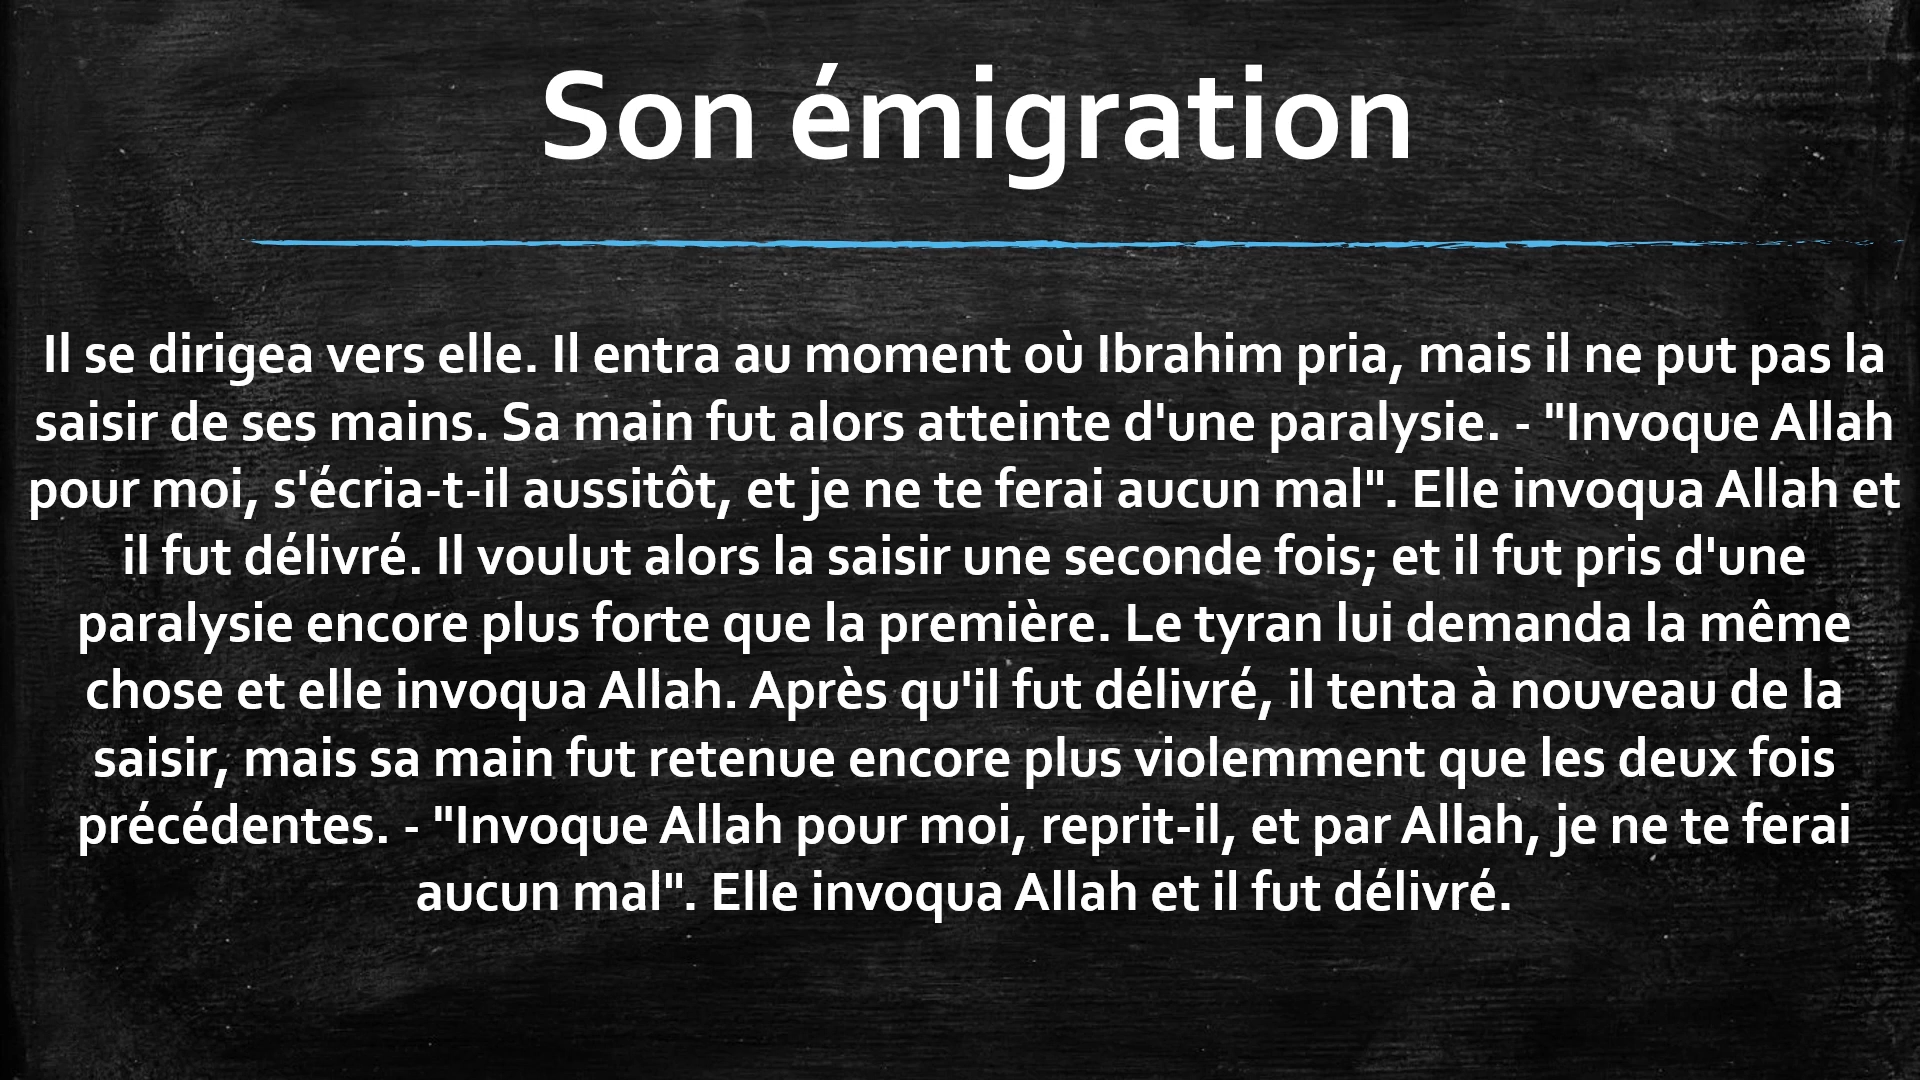 Son émigration
Il se dirigea vers elle. Il entra au moment où Ibrahim pria, mais il ne put pas la
saisir de ses mains. Sa main fut alors atteinte d'une paralysie. - "Invoque Allah
pour moi, s'écria-t-il aussitôt, et je ne te ferai aucun mal". Elle invoqua Allah et
il fut délivré. Il voulut alors la saisir une seconde fois; et il fut pris d'une
paralysie encore plus forte que la première. Le tyran lui demanda la même
chose et elle invoqua Allah. Après qu'il fut délivré, il tenta à nouveau de la
saisir, mais sa main fut retenue encore plus violemment que les deux fois
précédentes. - "Invoque Allah pour moi, reprit-il, et par Allah, je ne te ferai
aucun mal". Elle invoqua Allah et il fut délivré.